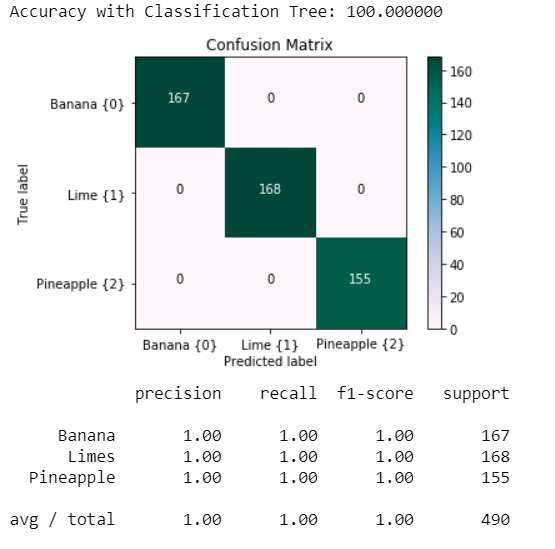 Accuracy with Classification Tree: 100.000000
Confusion Matrix
160
Banana {0} 167 0 0
140
120
100
True label
Lime {1} 0 168 0
80
60
40
Pineapple {2} 0 0 155
20
0
Banana {0} Lime {1} Pineapple {2}
Predicted label
precision recall f1-score support
Banana 1.00 1.00 1.00 167
Limes 1.00 1.00 1.00 168
Pineapple 1.00 1.00 1.00 155
avg / total 1.00 1.00 1.00 490